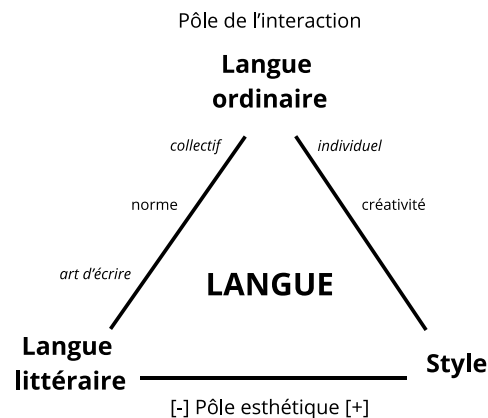 Pôle de l'interaction
Langue
ordinaire
collectif
individuel
norme
créativité
art d'écrire
LANGUE
Langue
littéraire
Style
[-] Pôle esthétique [+]